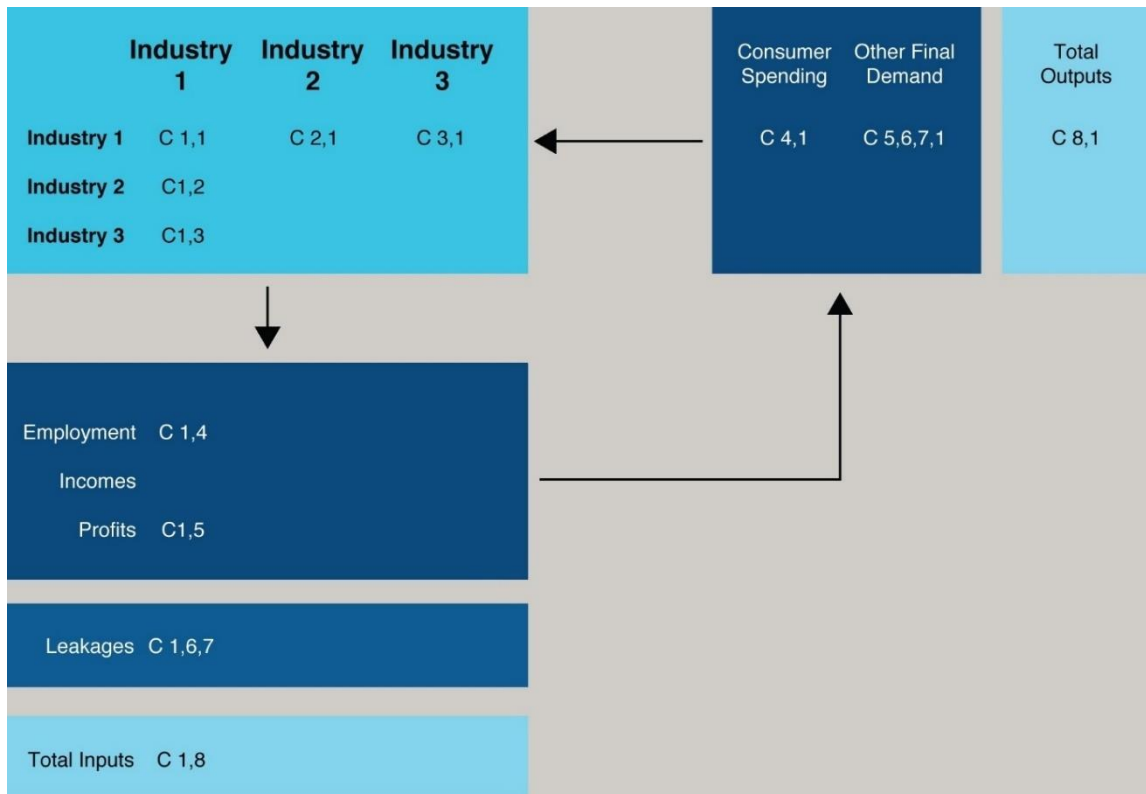 Industry 1 Industry 2 Industry 3
Industry 1 C 1,1 C 2,1 C 3,1
Industry 2 C1,2
Industry 3 C1,3
Consumer Spending Other Final Demand
C 4,1 C 5,6,7,1
Total Outputs
C 8,1
Employment C 1,4
Incomes
Profits C1,5
Leakages C 1,6,7
Total Inputs C 1,8